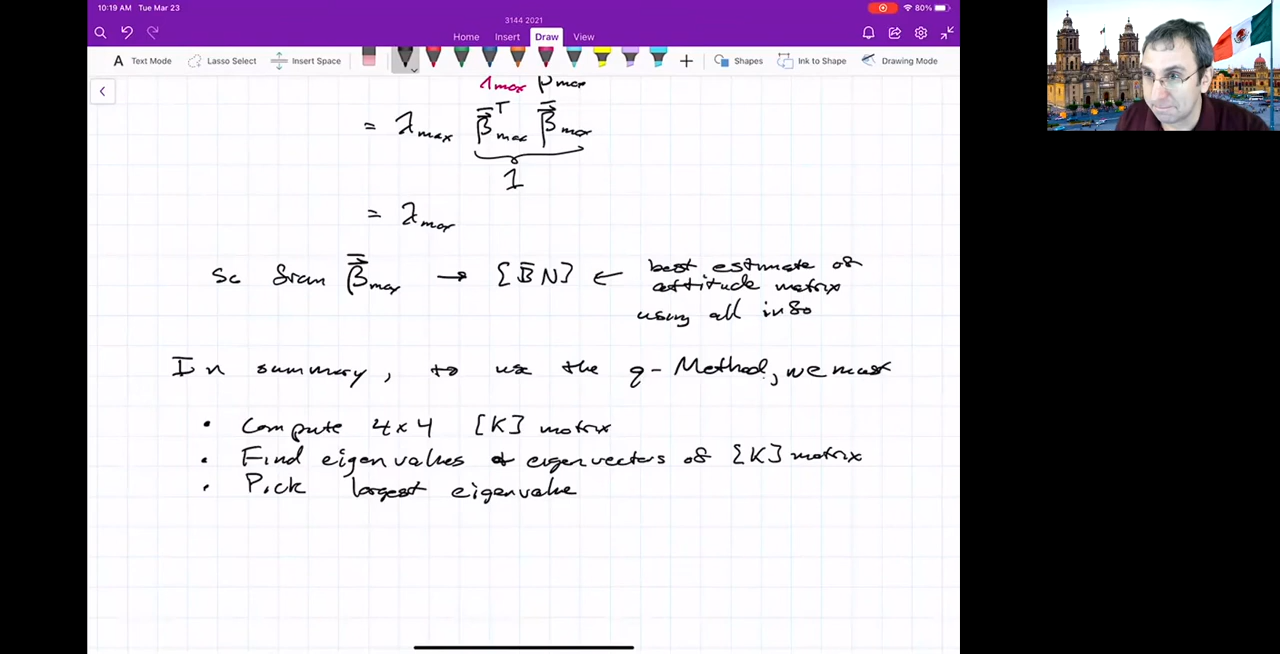 10:19 AM Tue Mar 23
80%
3144 2021
Home Insert Draw View
Text Mode Lasso Select Insert Space Shapes Ink to Shape Drawing Mode
λmax βmax
= λmax β̄ᵀmax β̄max
1
= λmax
So from β̄max → [B̄N] ← best estimate of
attitude matrix
using all info
In summary, to use the q-Method, we must
• Compute 4x4 [K] matrix
• Find eigenvalues & eigenvectors of [K] matrix
• Pick largest eigenvalue